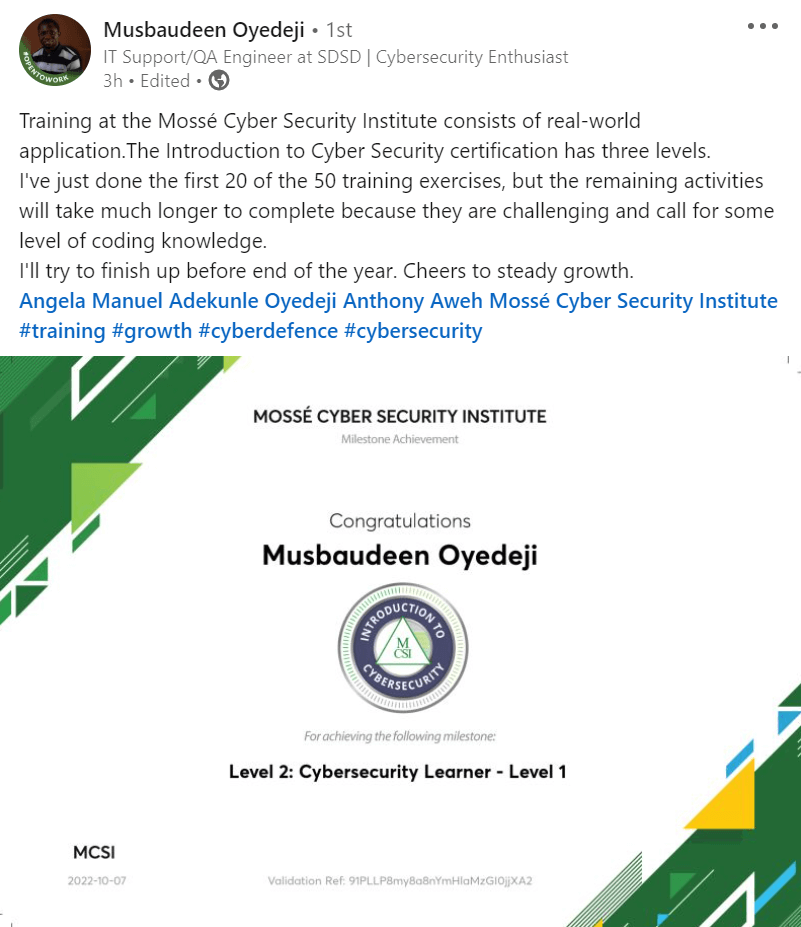 Musbaudeen Oyedeji • 1st
IT Support/QA Engineer at SDSD | Cybersecurity Enthusiast
3h • Edited •
#OPENTOWORK
Training at the Mossé Cyber Security Institute consists of real-world
application.The Introduction to Cyber Security certification has three levels.
I've just done the first 20 of the 50 training exercises, but the remaining activities
will take much longer to complete because they are challenging and call for some
level of coding knowledge.
I'll try to finish up before end of the year. Cheers to steady growth.
Angela Manuel Adekunle Oyedeji Anthony Aweh Mossé Cyber Security Institute
#training #growth #cyberdefence #cybersecurity
MOSSÉ CYBER SECURITY INSTITUTE
Milestone Achievement
Congratulations
Musbaudeen Oyedeji
INTRODUCTION TO
M
CSI
CYBERSECURITY
For achieving the following milestone:
Level 2: Cybersecurity Learner - Level 1
MCSI
2022-10-07
Validation Ref: 91PLLP8my8a8nYmHlaMzGI0jjXA2